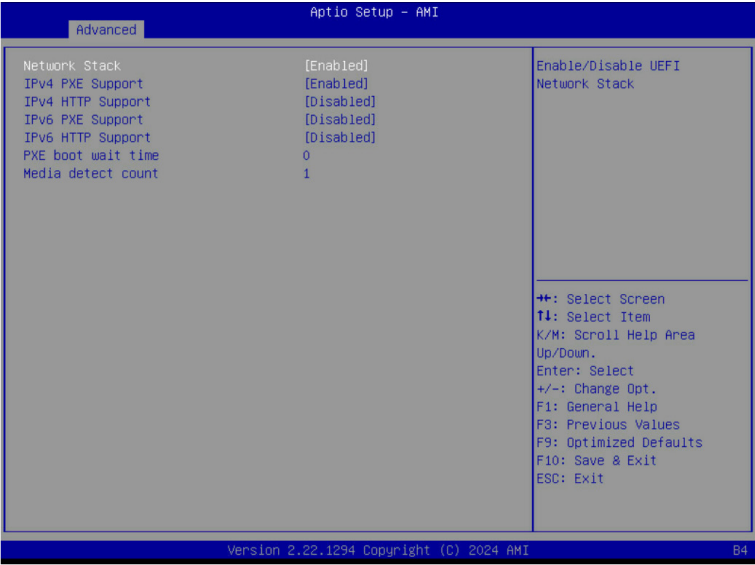 Aptio Setup – AMI
Advanced
Network Stack [Enabled]
IPv4 PXE Support [Enabled]
IPv4 HTTP Support [Disabled]
IPv6 PXE Support [Disabled]
IPv6 HTTP Support [Disabled]
PXE boot wait time 0
Media detect count 1
Enable/Disable UEFI
Network Stack
→←: Select Screen
↑↓: Select Item
K/M: Scroll Help Area
Up/Down.
Enter: Select
+/-: Change Opt.
F1: General Help
F3: Previous Values
F9: Optimized Defaults
F10: Save & Exit
ESC: Exit
Version 2.22.1294 Copyright (C) 2024 AMI
B4